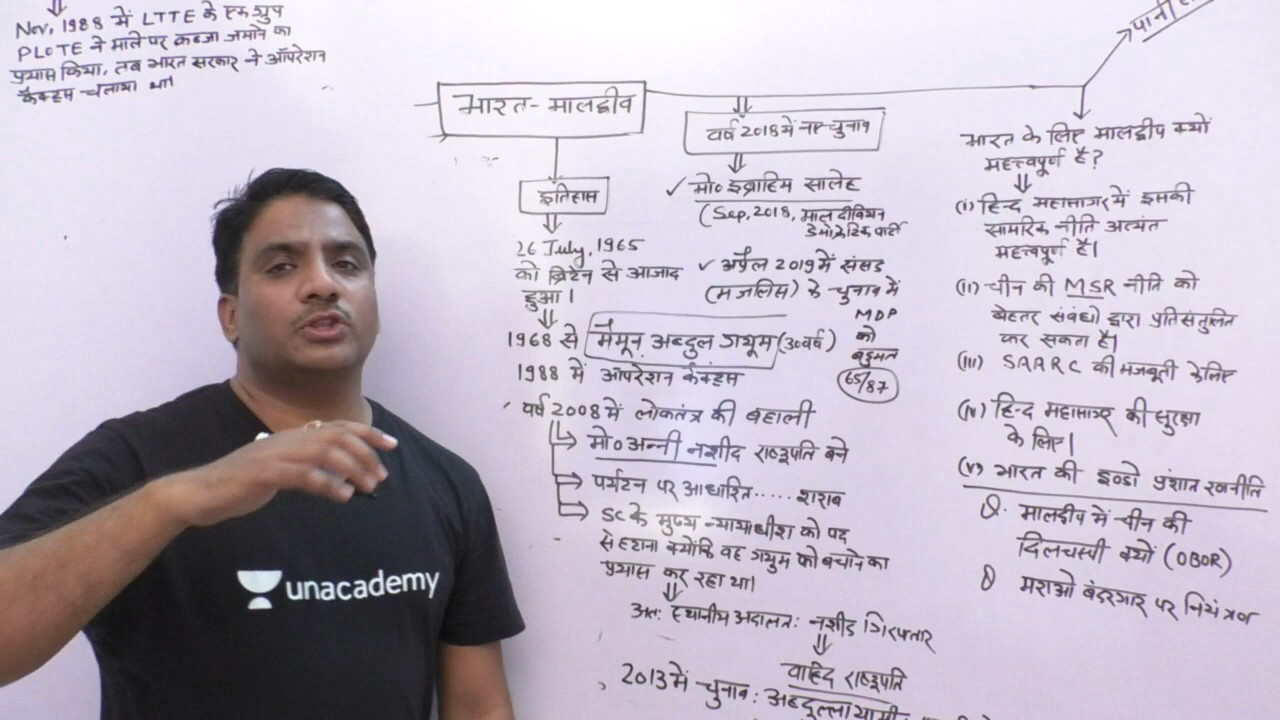 Nov, 1988 में LTTE के एक ग्रुप
PLOTE ने माले पर कब्जा जमाने का
प्रयास किया, तब भारत सरकार ने ऑपरेशन
कैक्टस चलाया था।
भारत-मालद्वीव
इतिहास
26 July, 1965
को ब्रिटेन से आजाद
हुआ।
1968 से मैमून अब्दुल गयूम (30वर्ष)
1988 में ऑपरेशन कैक्टस
वर्ष 2008 में लोकतंत्र की बहाली
मो० अन्नी नशीद राष्ट्रपति बने
पर्यटन पर आधारित...... शराब
SC के मुख्य न्यायाधीश को पद
से हटाना क्योंकि वह गयुम को बचाने का
प्रयास कर रहा था।
अतः स्थानीय अदालत: नशीद गिरफ्तार
वाहिद राष्ट्रपति
2013 में चुनाव: अब्दुल्ला यामी
वर्ष 2018 में नए चुनाव
✓ मो० इब्राहिम सालेह
(Sep, 2018, माल दीवियन
डेमोक्रेटिक पार्टी
✓ अप्रैल 2019 में संसद
(मजलिस) के चुनाव में
MDP
को
बहुमत
65/87
पानी
भारत के लिए मालदीप क्यों
महत्त्वपूर्ण है?
(i) हिन्द महासागर में इसकी
सामरिक नीति अत्यंत
महत्त्वपूर्ण है।
(ii) चीन की MSR नीति को
बेहतर संबंधो द्वारा प्रतिसंतुलित
कर सकता है।
(iii) SAARC की मजबूती के लिए
(iv) हिन्द महासागर की सुरक्षा
के लिए।
(v) भारत की इण्डो प्रशांत रणनीति
Q. मालदीप में चीन की
दिलचस्पी क्यों (OBOR)
Q मराओ बंदरगाह पर नियंत्रण
unacademy